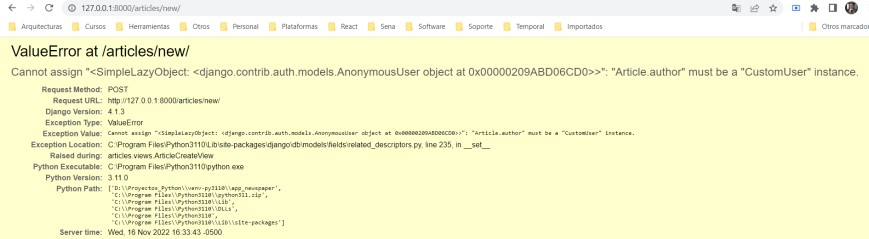 127.0.0.1:8000/articles/new/
Arquitecturas Cursos Herramientas Otros Personal Plataformas React Sena Software Soporte Temporal Importados Otros marcador
ValueError at /articles/new/
Cannot assign "<SimpleLazyObject: <django.contrib.auth.models.AnonymousUser object at 0x00000209ABD06CD0>>": "Article.author" must be a "CustomUser" instance.
Request Method: POST
Request URL: http://127.0.0.1:8000/articles/new/
Django Version: 4.1.3
Exception Type: ValueError
Exception Value: Cannot assign "<SimpleLazyObject: <django.contrib.auth.models.AnonymousUser object at 0x00000209ABD06CD0>>": "Article.author" must be a "CustomUser" instance.
Exception Location: C:\Program Files\Python3110\Lib\site-packages\django\db\models\fields\related_descriptors.py, line 235, in __set__
Raised during: articles.views.ArticleCreateView
Python Executable: C:\Program Files\Python3110\python.exe
Python Version: 3.11.0
Python Path: ['D:\\Proyectos_Python\\venv-py3110\\app_newspaper',
'C:\\Program Files\\Python3110\\python311.zip',
'C:\\Program Files\\Python3110\\Lib',
'C:\\Program Files\\Python3110\\DLLs',
'C:\\Program Files\\Python3110',
'C:\\Program Files\\Python3110\\Lib\\site-packages']
Server time: Wed, 16 Nov 2022 16:33:43 -0500